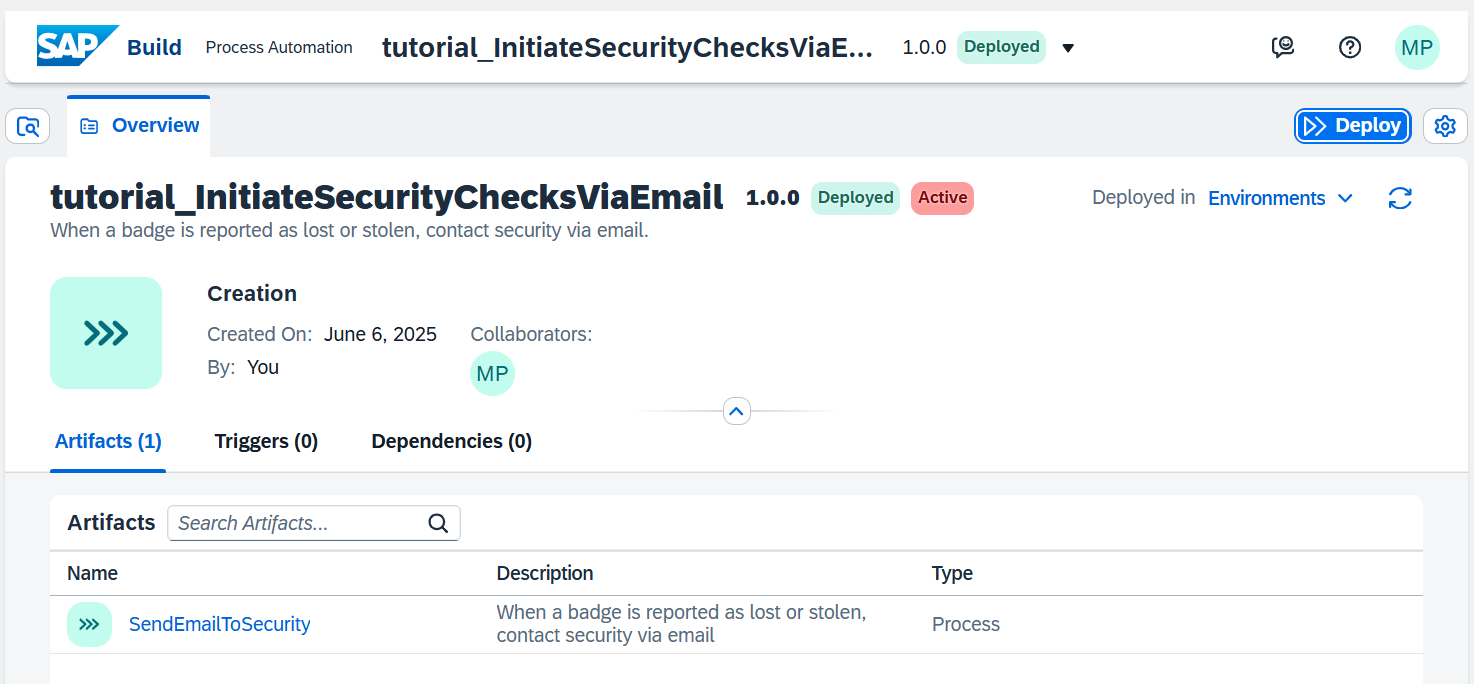 SAP Build Process Automation tutorial_InitiateSecurityChecksViaE... 1.0.0 Deployed MP
Overview Deploy
tutorial_InitiateSecurityChecksViaEmail 1.0.0 Deployed Active Deployed in Environments
When a badge is reported as lost or stolen, contact security via email.
Creation
Created On: June 6, 2025 Collaborators:
By: You MP
Artifacts (1) Triggers (0) Dependencies (0)
Artifacts Search Artifacts...
Name Description Type
SendEmailToSecurity When a badge is reported as lost or stolen, Process
contact security via email